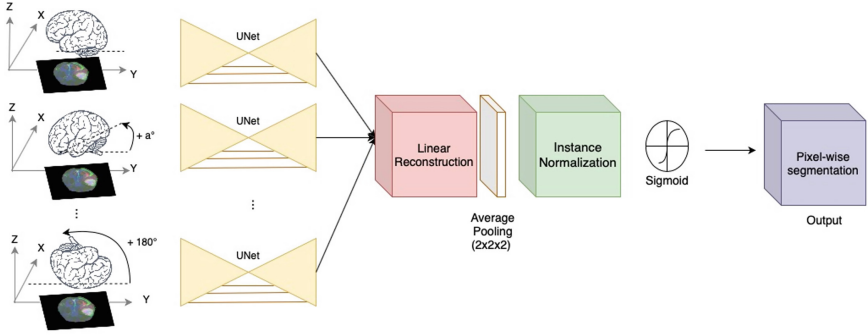 Z
X
Y
UNet
Z
X
+ a°
Y
UNet
Linear
Reconstruction
Average
Pooling
(2x2x2)
Instance
Normalization
Sigmoid
Pixel-wise
segmentation
Output
...
...
Z
X
+ 180°
Y
UNet